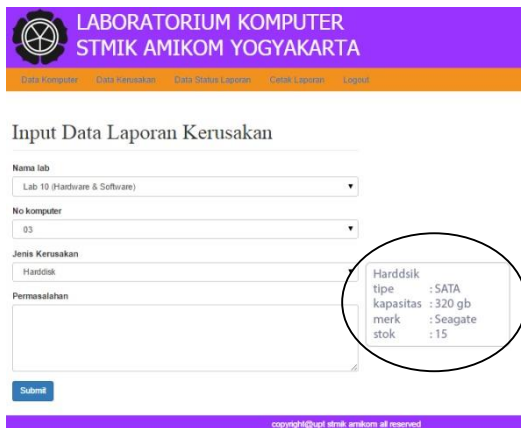 LABORATORIUM KOMPUTER
STMIK AMIKOM YOGYAKARTA
Data Komputer Data Kerusakan Data Status Laporan Cetak Laporan Logout
Input Data Laporan Kerusakan
Nama lab
Lab 10 (Hardware & Software)
No komputer
03
Jenis Kerusakan
Harddisk
Harddsik
tipe : SATA
kapasitas : 320 gb
merk : Seagate
stok : 15
Permasalahan
Submit
copyright@upt stmik amikom all reserved